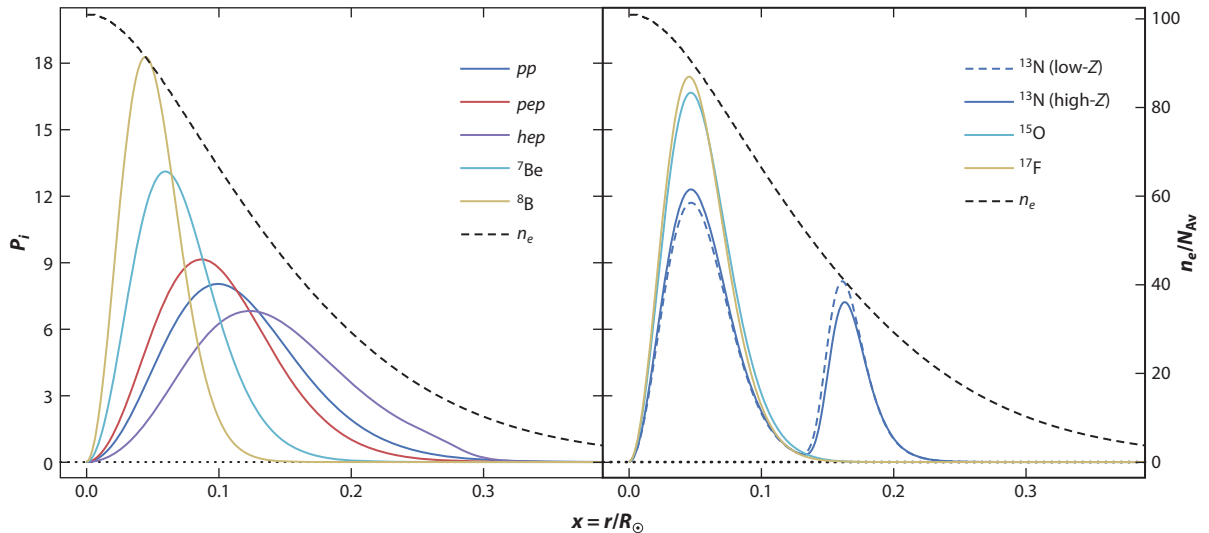 18
15
12
9
6
3
0
P_i
pp
pep
hep
⁷Be
⁸B
n_e
0.0
0.1
0.2
0.3
¹³N (low-Z)
¹³N (high-Z)
¹⁵O
¹⁷F
n_e
100
80
60
40
20
0
n_e/N_Av
0.0
0.1
0.2
0.3
x = r/R_⊙